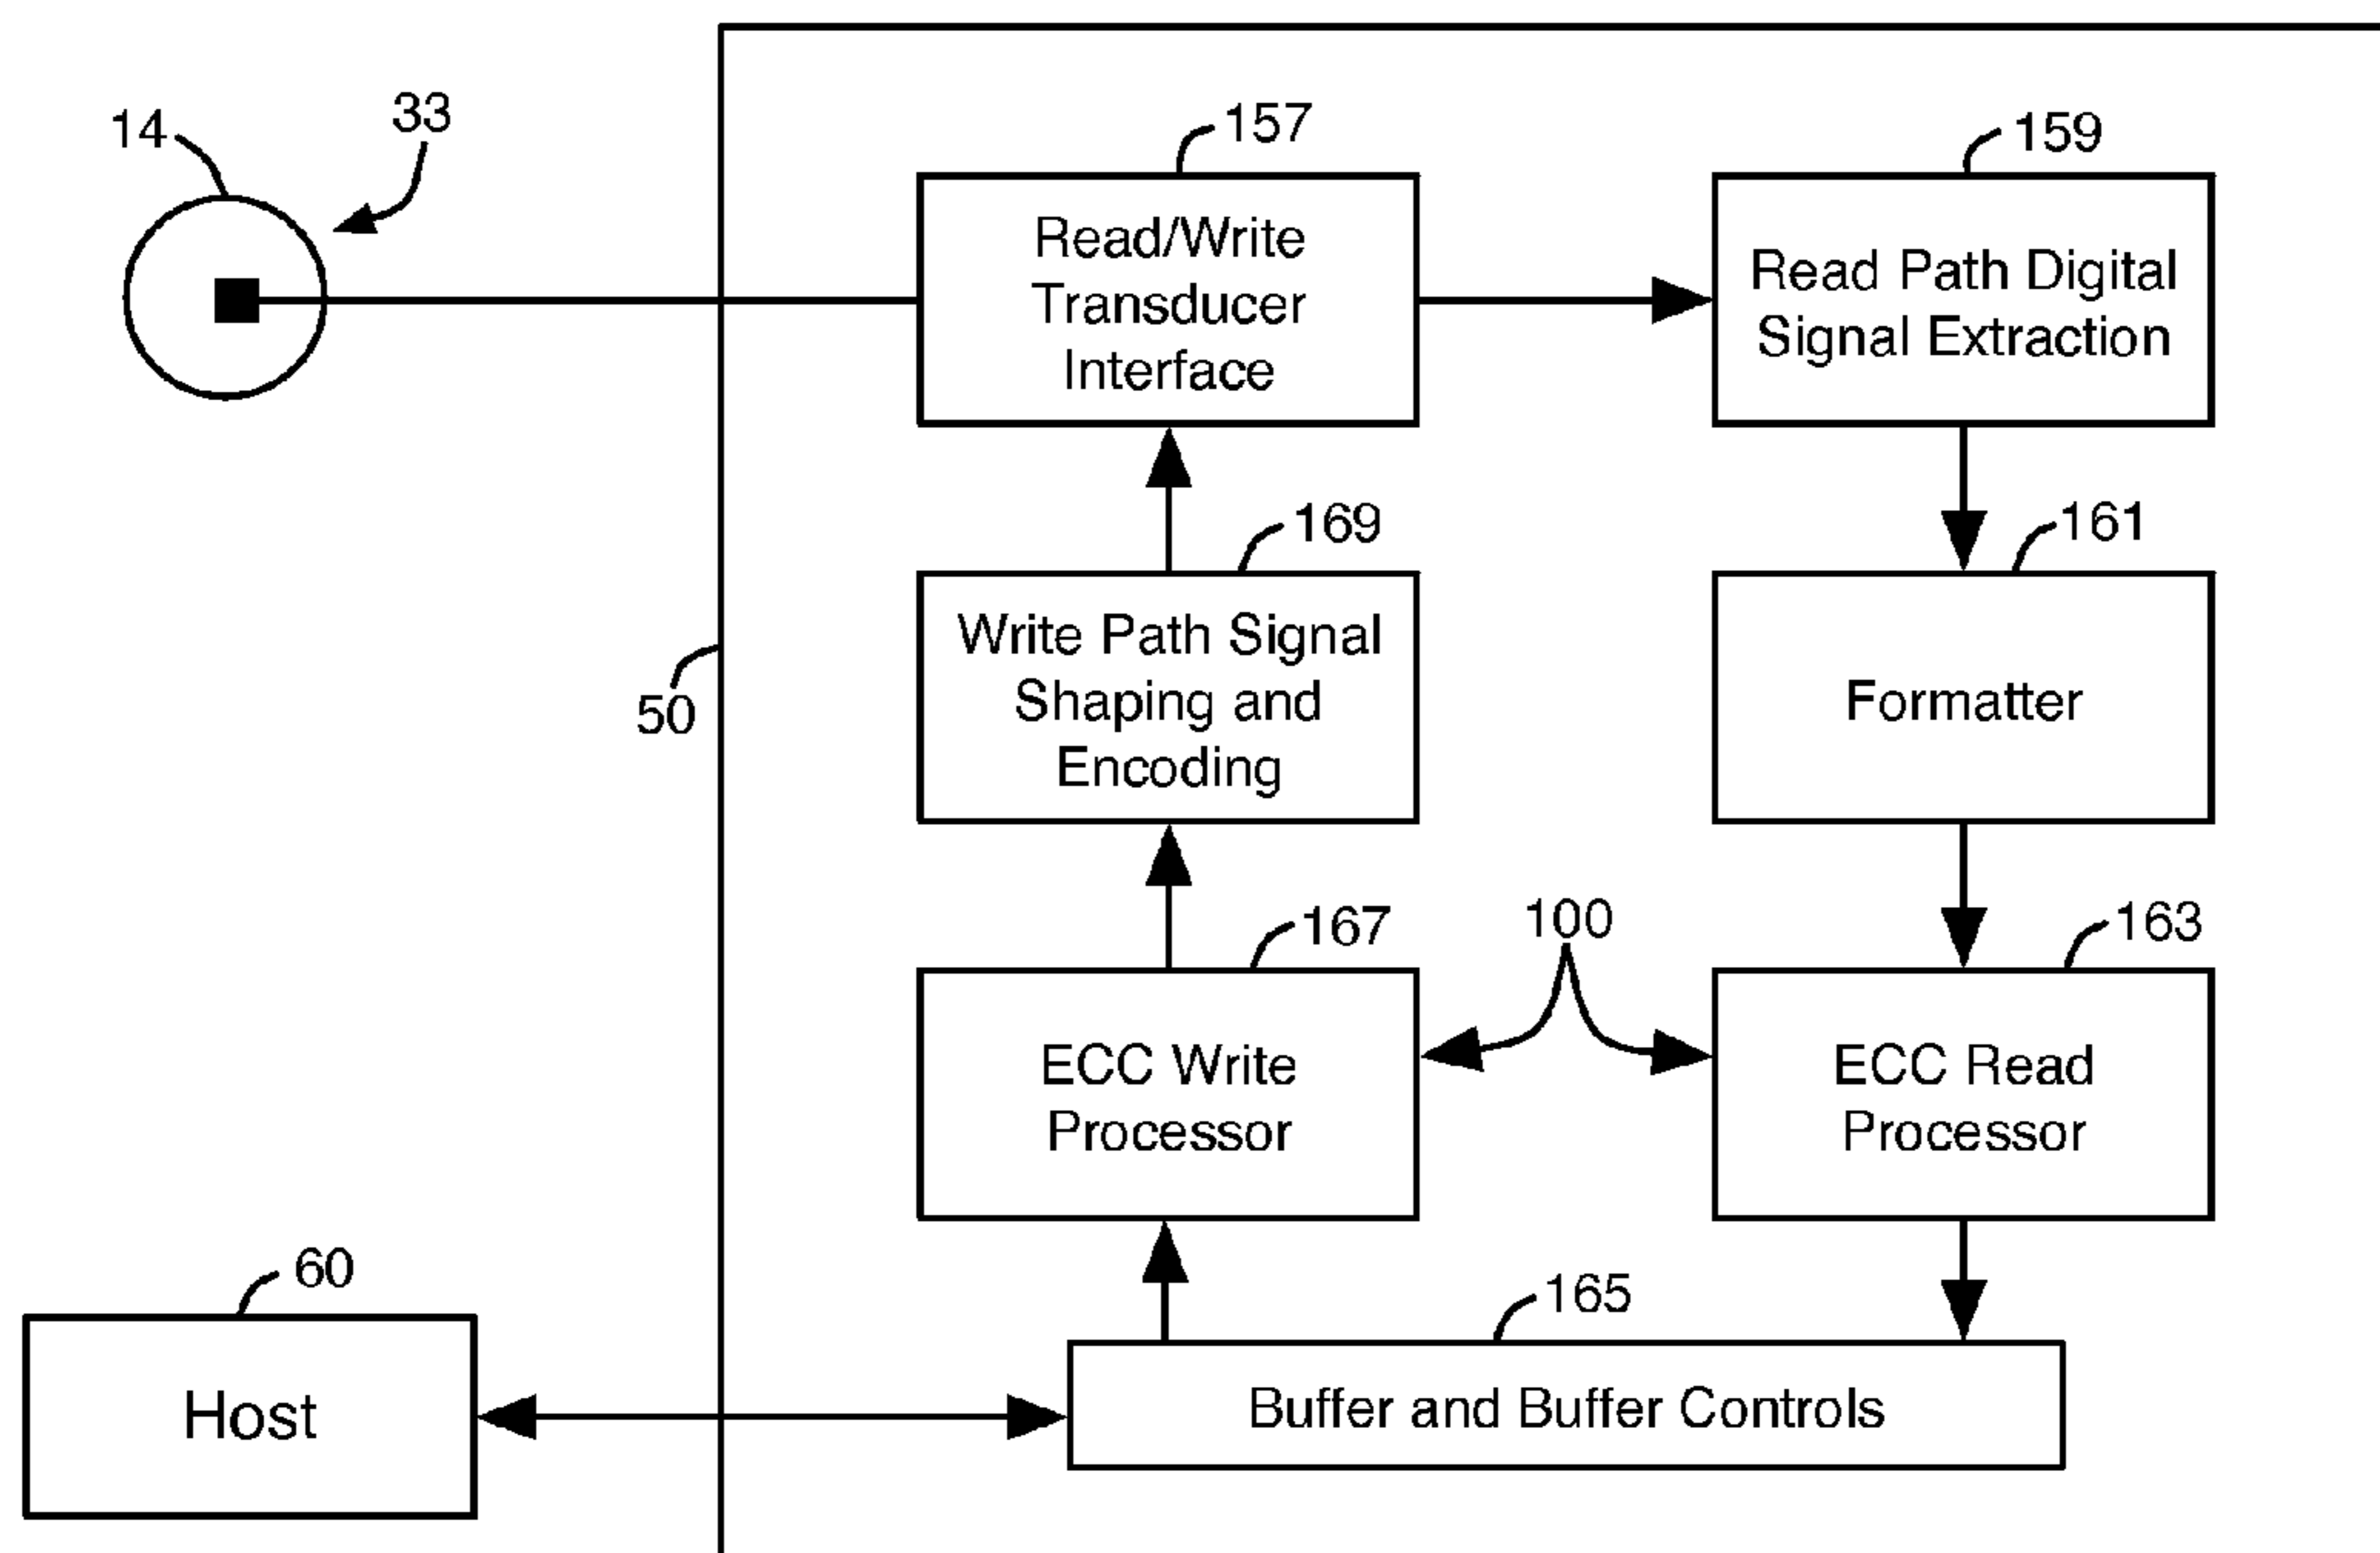 14
33
157
159
Read/Write
Transducer
Interface
Read Path Digital
Signal Extraction
169
161
Write Path Signal
Shaping and
Encoding
Formatter
50
167
100
163
ECC Write
Processor
ECC Read
Processor
60
165
Host
Buffer and Buffer Controls